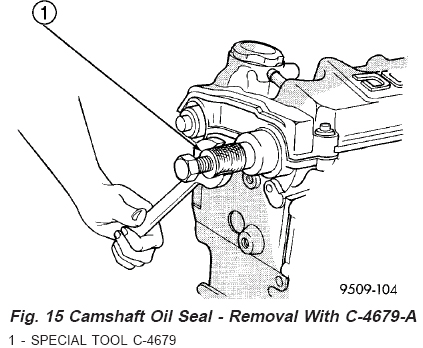 1
9509-104
Fig. 15 Camshaft Oil Seal - Removal With C-4679-A
1 - SPECIAL TOOL C-4679